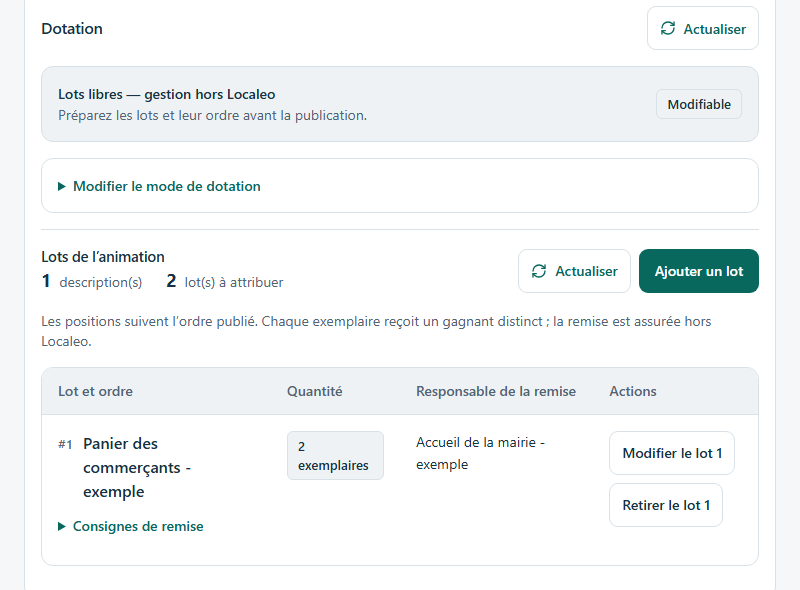 Dotation
Actualiser
Lots libres — gestion hors Localeo
Préparez les lots et leur ordre avant la publication.
Modifiable
Modifier le mode de dotation
Lots de l’animation
1 description(s) 2 lot(s) à attribuer
Actualiser
Ajouter un lot
Les positions suivent l’ordre publié. Chaque exemplaire reçoit un gagnant distinct ; la remise est assurée hors
Localeo.
Lot et ordre Quantité Responsable de la remise Actions
#1 Panier des
commerçants -
exemple
Consignes de remise
2
exemplaires
Accueil de la mairie -
exemple
Modifier le lot 1
Retirer le lot 1